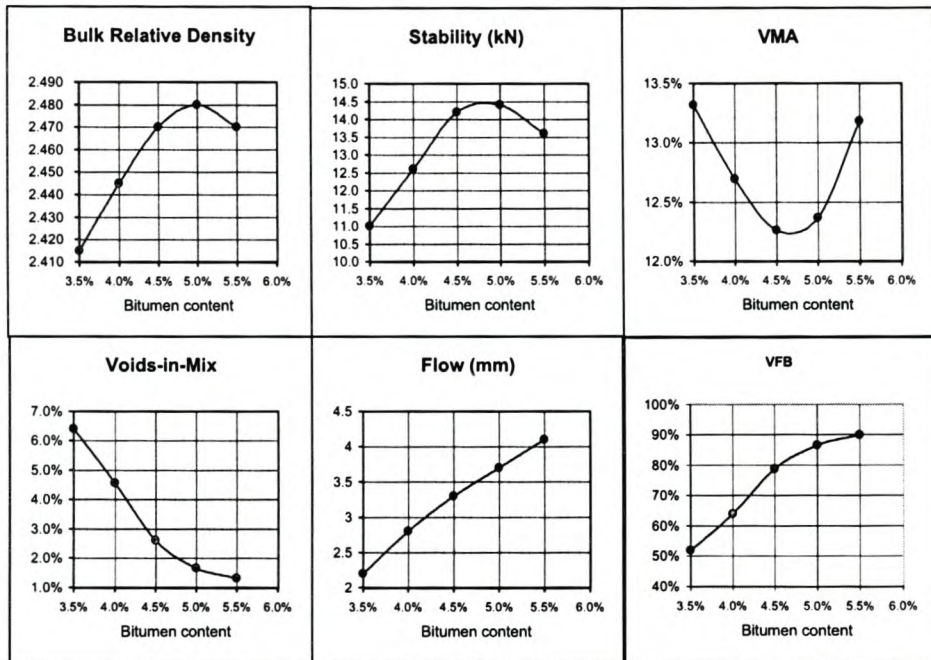 Bulk Relative Density
2.490
2.480
2.470
2.460
2.450
2.440
2.430
2.420
2.410
3.5% 4.0% 4.5% 5.0% 5.5% 6.0%
Bitumen content
Stability (kN)
15.0
14.5
14.0
13.5
13.0
12.5
12.0
11.5
11.0
10.5
10.0
3.5% 4.0% 4.5% 5.0% 5.5% 6.0%
Bitumen content
VMA
13.5%
13.0%
12.5%
12.0%
3.5% 4.0% 4.5% 5.0% 5.5% 6.0%
Bitumen content
Voids-in-Mix
7.0%
6.0%
5.0%
4.0%
3.0%
2.0%
1.0%
3.5% 4.0% 4.5% 5.0% 5.5% 6.0%
Bitumen content
Flow (mm)
4.5
4
3.5
3
2.5
2
3.5% 4.0% 4.5% 5.0% 5.5% 6.0%
Bitumen content
VFB
100%
90%
80%
70%
60%
50%
40%
3.5% 4.0% 4.5% 5.0% 5.5% 6.0%
Bitumen content